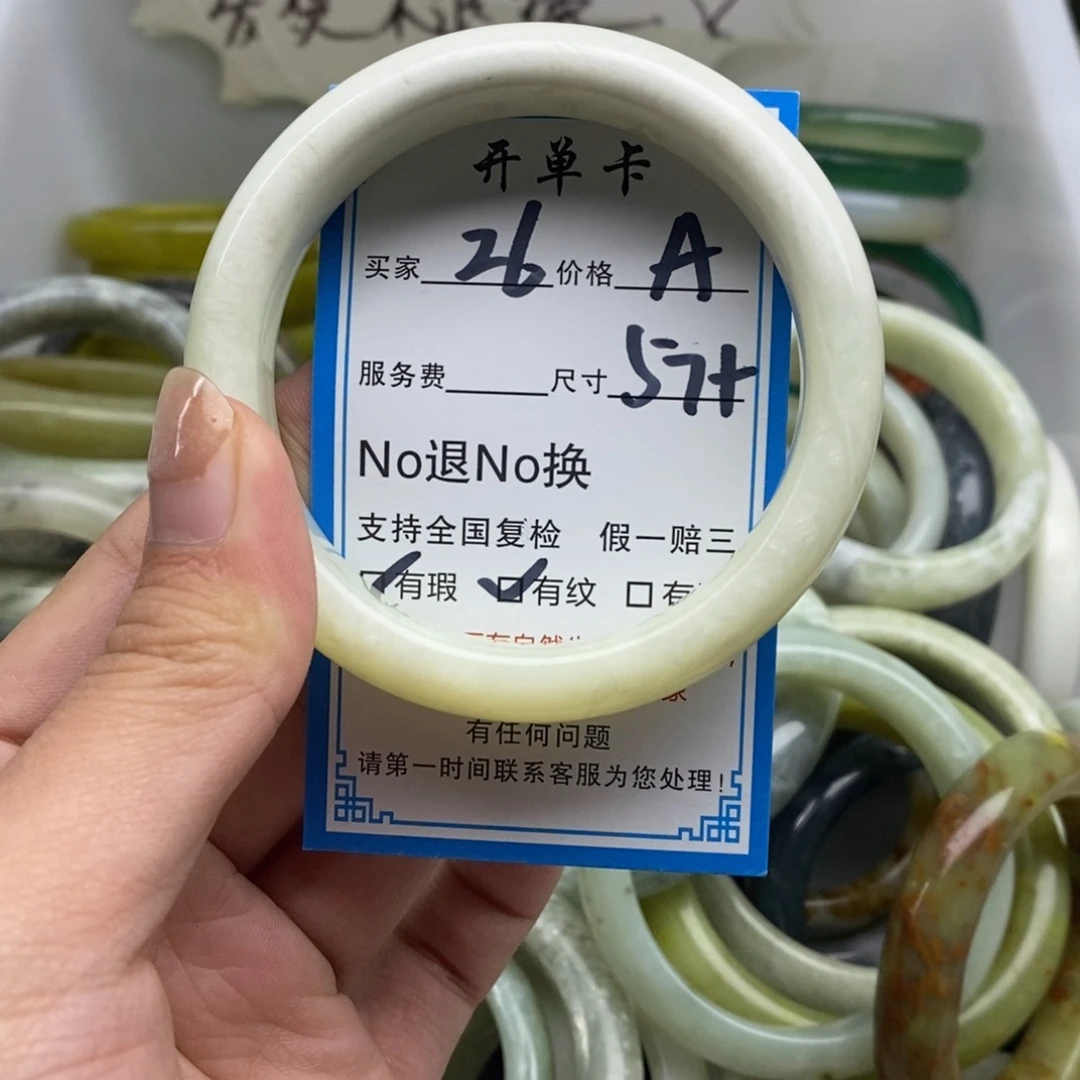 开单卡
买家 26 价格 A
服务费 尺寸 57+
No退No换
支持全国复检 假一赔三
☑有瑕 ☑有纹 □有
有任何问题
请第一时间联系客服为您处理!